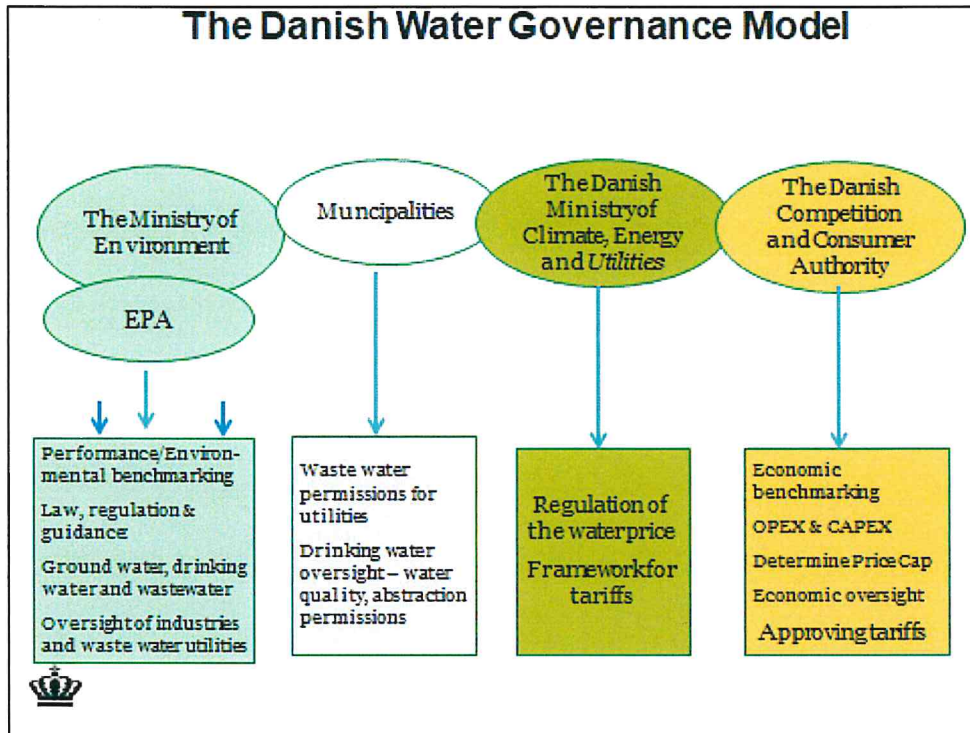 The Danish Water Governance Model
The Ministry of
Environment
EPA
Muncipalities
The Danish
Ministry of
Climate, Energy
and Utilities
The Danish
Competition
and Consumer
Authority
Performance/Environ-
mental benchmarking
Law, regulation &
guidance:
Ground water, drinking
water and wastewater
Oversight of industries
and waste water utilities
Waste water
permissions for
utilities
Drinking water
oversight – water
quality, abstraction
permissions
Regulation of
the waterprice
Framework for
tariffs
Economic
benchmarking
OPEX & CAPEX
Determine Price Cap
Economic oversight
Approving tariffs